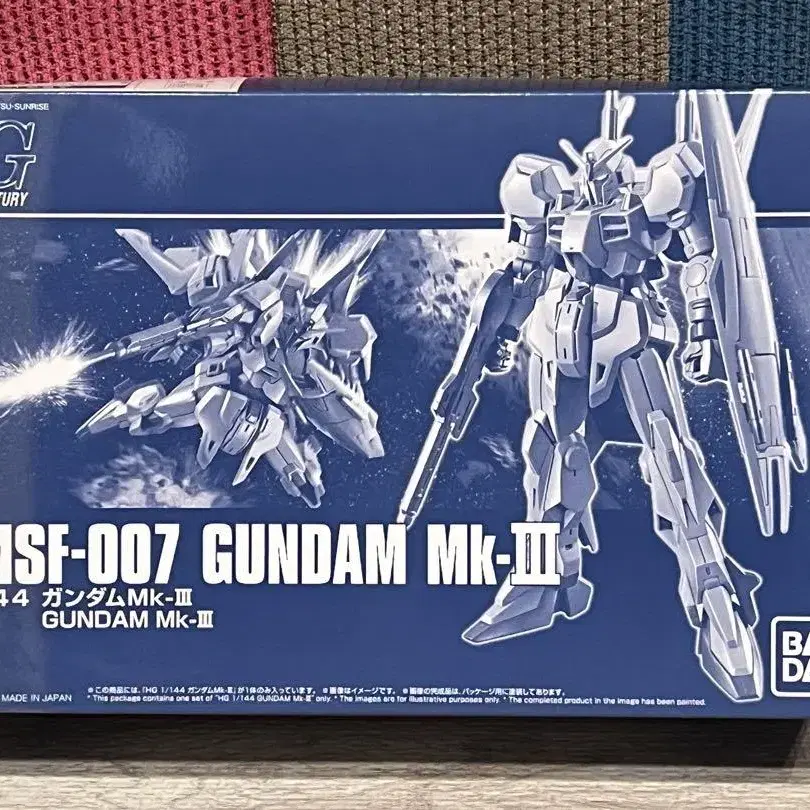 TSU·SUNRISE
G
TURY
MSF-007 GUNDAM Mk-III
44 ガンダムMk-III
GUNDAM Mk-III
※この商品には、「HG 1/144 ガンダムMk-III」が1体のみ入っています。 ※画像はイメージです。 ※画像の完成品は、パッケージ用に塗装してあります。
* This package contains one set of "HG 1/144 GUNDAM Mk-III" only. * The images are for illustrative purposes only. * The completed product in the image has been painted.
MADE IN JAPAN
BA
DA